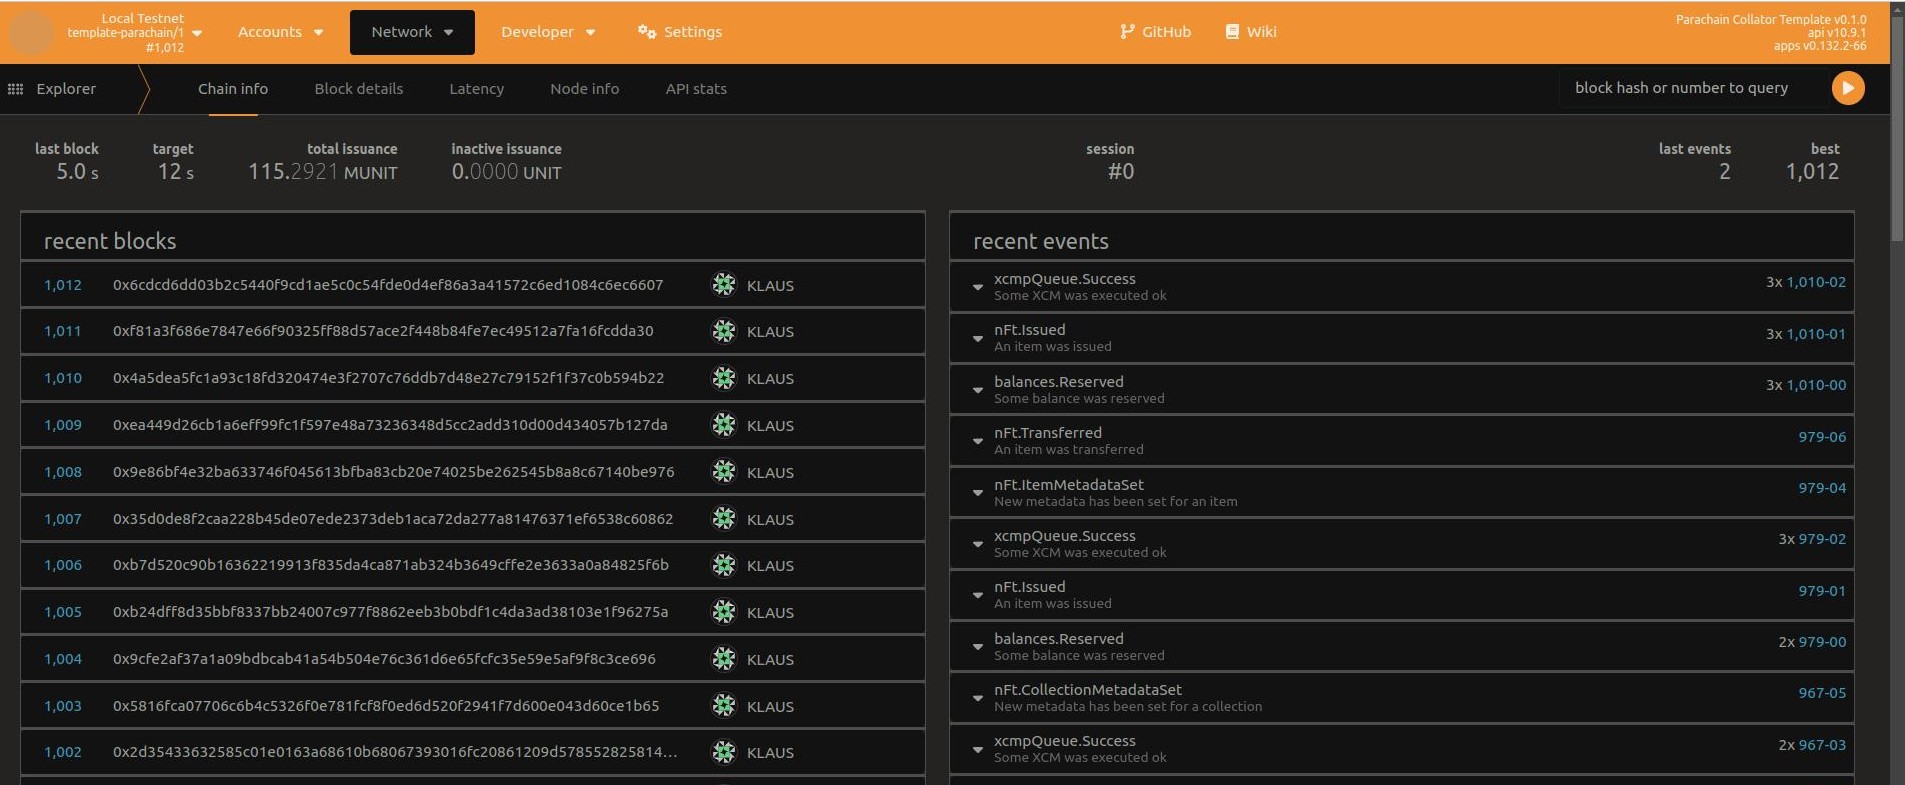 Local Testnet
template-parachain/1
#1,012
Accounts
Network
Developer
Settings
GitHub
Wiki
Parachain Collator Template v0.1.0
api v10.9.1
apps v0.132.2-66
Explorer
Chain info
Block details
Latency
Node info
API stats
block hash or number to query
last block
5.0 s
target
12 s
total issuance
115.2921 MUNIT
inactive issuance
0.0000 UNIT
session
#0
last events
2
best
1,012
recent blocks
1,012 0x6cdcd6dd03b2c5440f9cd1ae5c0c54fde0d4ef86a3a41572c6ed1084c6ec6607 KLAUS
1,011 0xf81a3f686e7847e66f90325ff88d57ace2f448b84fe7ec49512a7fa16fcdda30 KLAUS
1,010 0x4a5dea5fc1a93c18fd320474e3f2707c76ddb7d48e27c79152f1f37c0b594b22 KLAUS
1,009 0xea449d26cb1a6eff99fc1f597e48a73236348d5cc2add310d00d434057b127da KLAUS
1,008 0x9e86bf4e32ba633746f045613bfba83cb20e74025be262545b8a8c67140be976 KLAUS
1,007 0x35d0de8f2caa228b45de07ede2373deb1aca72da277a81476371ef6538c60862 KLAUS
1,006 0xb7d520c90b16362219913f835da4ca871ab324b3649cffe2e3633a0a84825f6b KLAUS
1,005 0xb24dff8d35bbf8337bb24007c977f8862eeb3b0bdf1c4da3ad38103e1f96275a KLAUS
1,004 0x9cfe2af37a1a09bdbcab41a54b504e76c361d6e65fcfc35e59e5af9f8c3ce696 KLAUS
1,003 0x5816fca07706c6b4c5326f0e781fcf8f0ed6d520f2941f7d600e043d60ce1b65 KLAUS
1,002 0x2d35433632585c01e0163a68610b68067393016fc20861209d578552825814… KLAUS
recent events
xcmpQueue.Success 3x 1,010-02
Some XCM was executed ok
nFt.Issued 3x 1,010-01
An item was issued
balances.Reserved 3x 1,010-00
Some balance was reserved
nFt.Transferred 979-06
An item was transferred
nFt.ItemMetadataSet 979-04
New metadata has been set for an item
xcmpQueue.Success 3x 979-02
Some XCM was executed ok
nFt.Issued 979-01
An item was issued
balances.Reserved 2x 979-00
Some balance was reserved
nFt.CollectionMetadataSet 967-05
New metadata has been set for a collection
xcmpQueue.Success 2x 967-03
Some XCM was executed ok